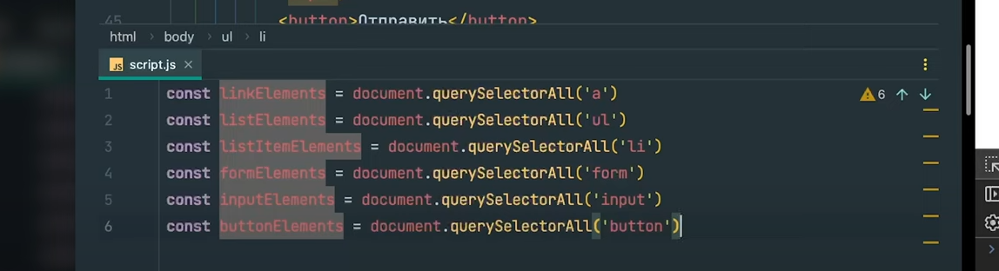 45 <button>Отправить</button>
html > body > ul > li
JS script.js ×
6
1 const linkElements = document.querySelectorAll('a')
2 const listElements = document.querySelectorAll('ul')
3 const listItemElements = document.querySelectorAll('li')
4 const formElements = document.querySelectorAll('form')
5 const inputElements = document.querySelectorAll('input')
6 const buttonElements = document.querySelectorAll('button')